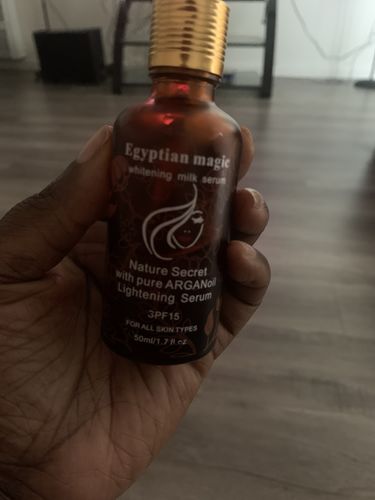 Egyptian magic
whitening milk serum
Nature Secret
with pure ARGANoil
Lightening Serum
3PF15
FOR ALL SKIN TYPES
50ml/1.7 fl oz